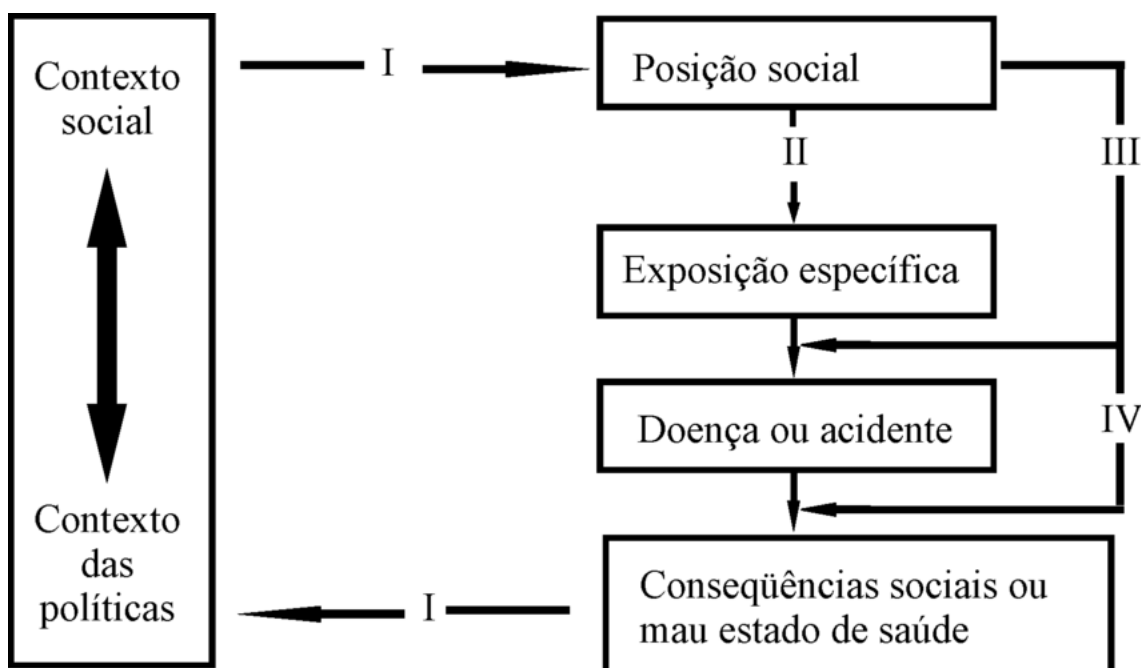 Contexto
social
Contexto
das
políticas
I
Posição social
II
III
Exposição específica
Doença ou acidente
IV
Conseqüências sociais ou
mau estado de saúde
I